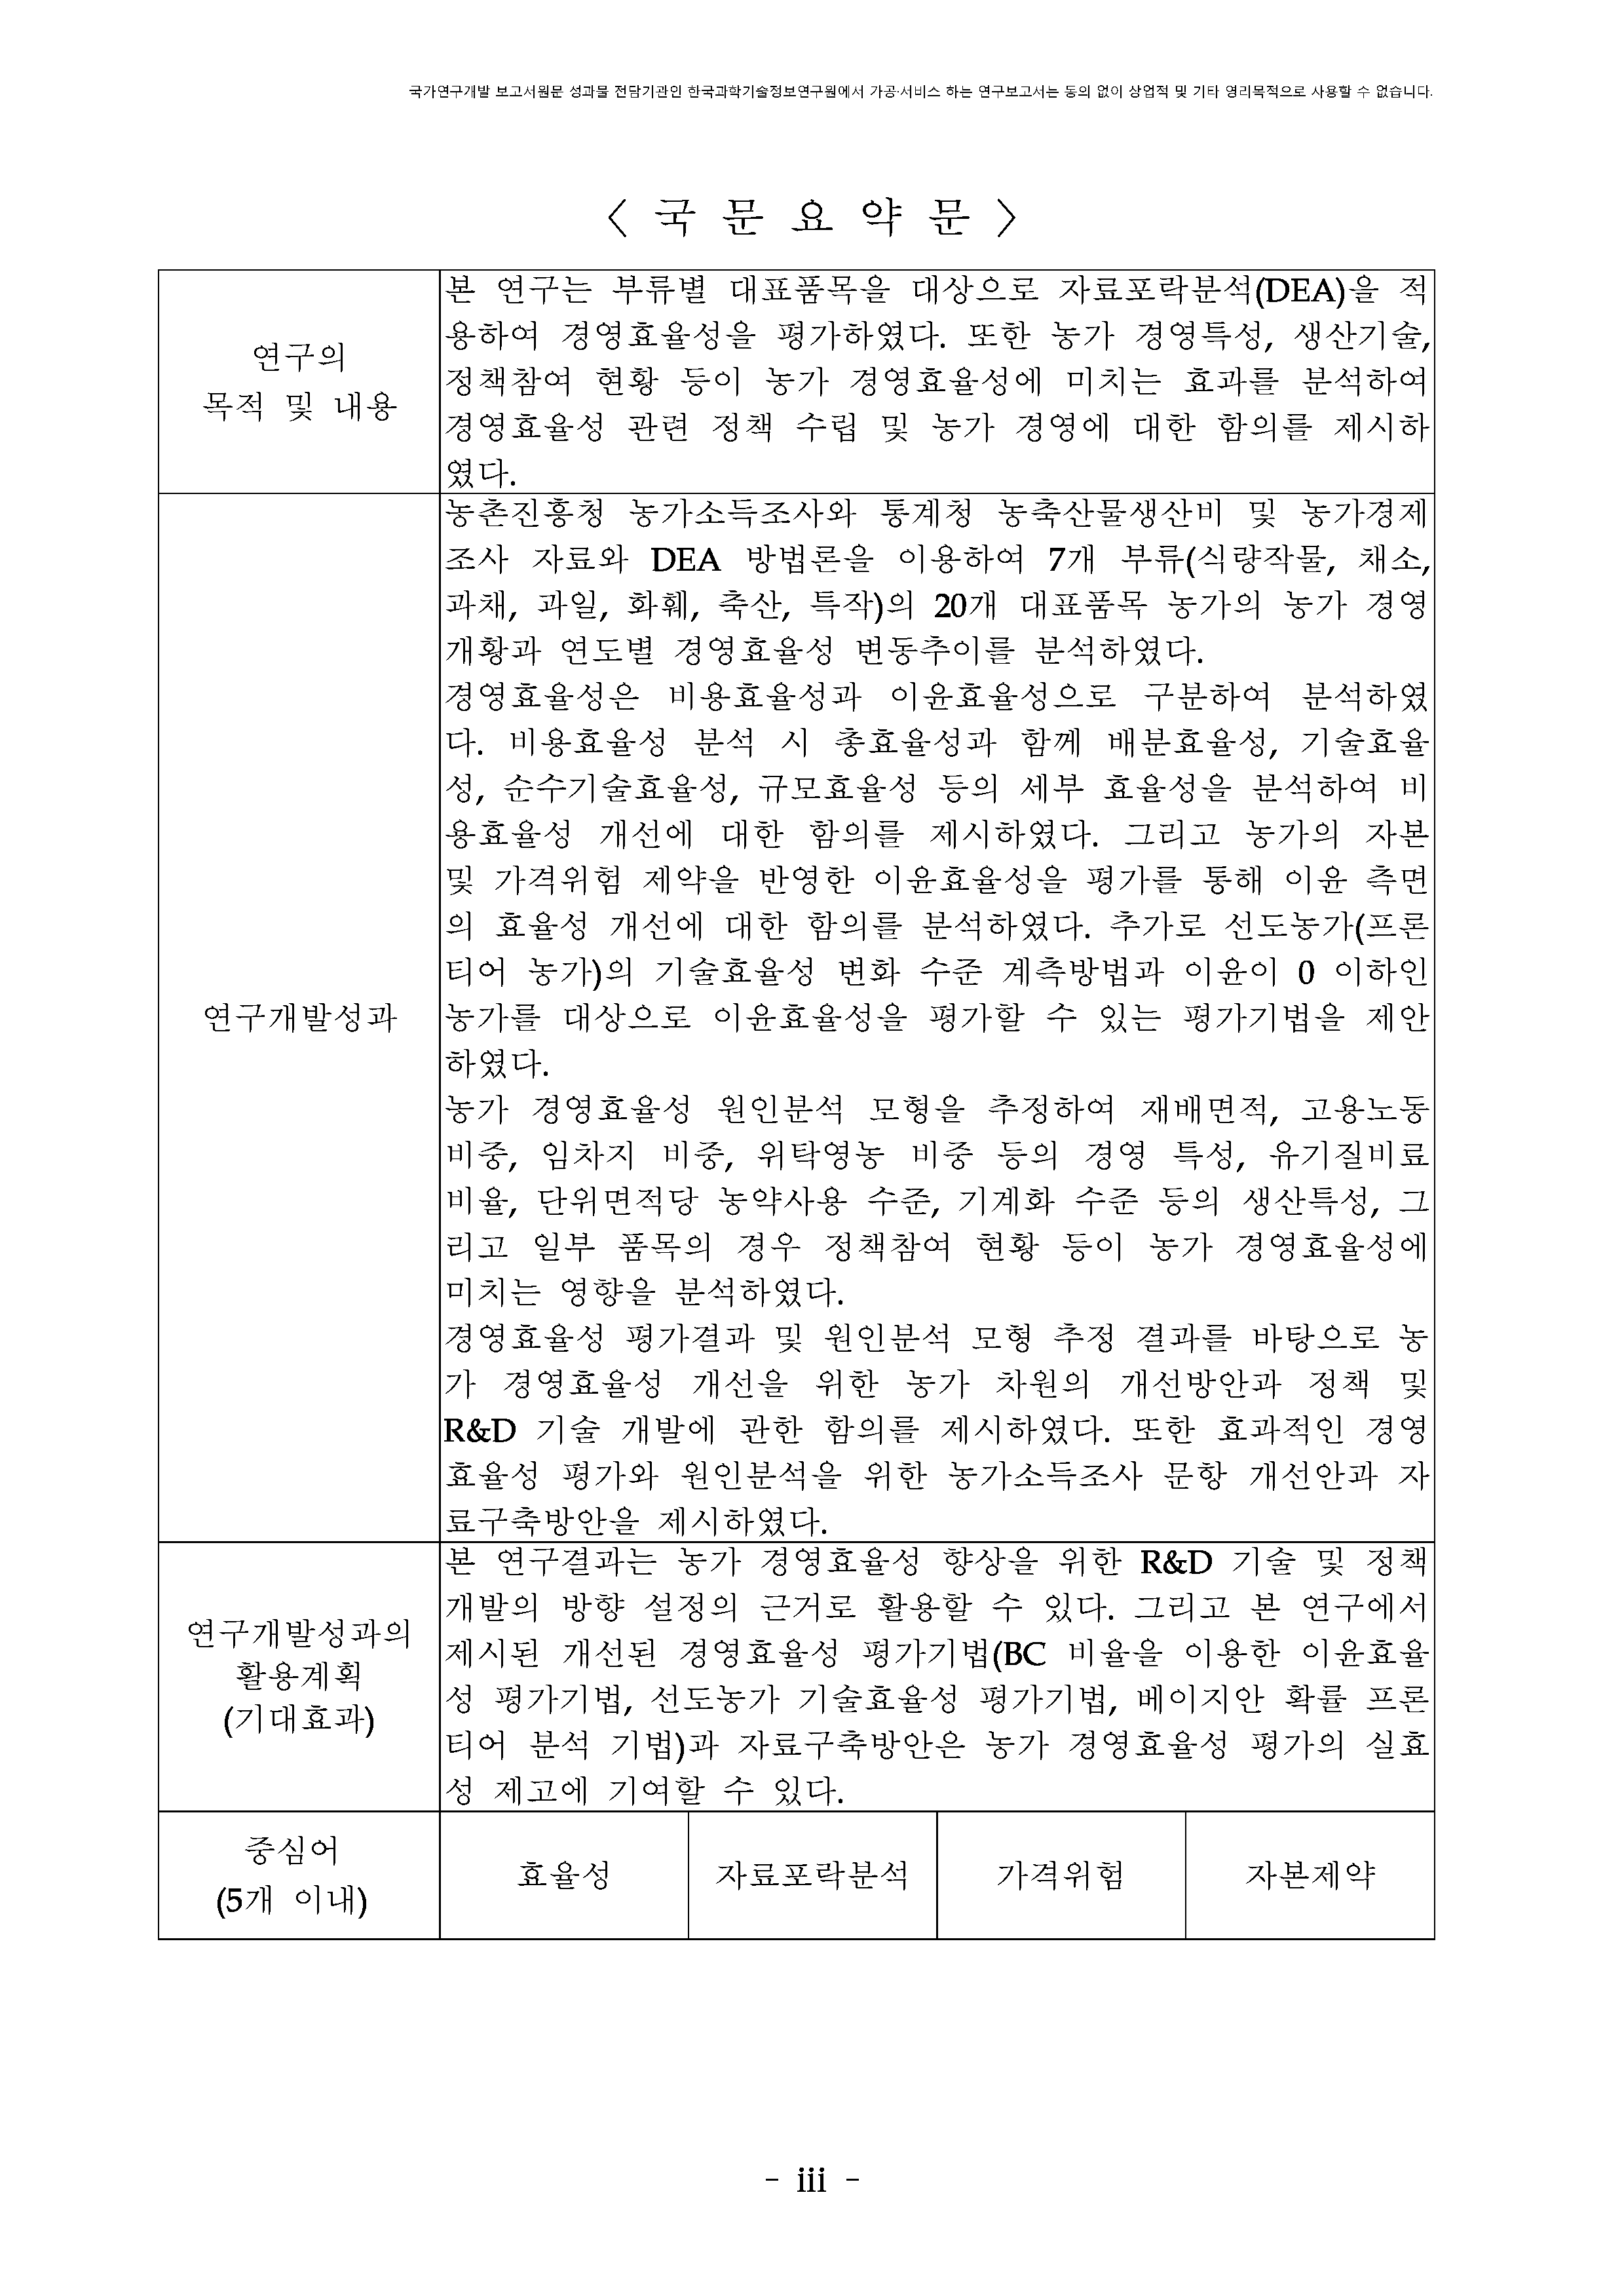 국가연구개발 보고서원문 성과물 전담기관인 한국과학기술정보연구원에서 가공·서비스 하는 연구보고서는 동의 없이 상업적 및 기타 영리목적으로 사용할 수 없습니다.
< 국 문 요 약 문 >
연구의
목적 및 내용
본 연구는 부류별 대표품목을 대상으로 자료포락분석(DEA)을 적
용하여 경영효율성을 평가하였다. 또한 농가 경영특성, 생산기술,
정책참여 현황 등이 농가 경영효율성에 미치는 효과를 분석하여
경영효율성 관련 정책 수립 및 농가 경영에 대한 함의를 제시하
였다.
연구개발성과
농촌진흥청 농가소득조사와 통계청 농축산물생산비 및 농가경제
조사 자료와 DEA 방법론을 이용하여 7개 부류(식량작물, 채소,
과채, 과일, 화훼, 축산, 특작)의 20개 대표품목 농가의 농가 경영
개황과 연도별 경영효율성 변동추이를 분석하였다.
경영효율성은 비용효율성과 이윤효율성으로 구분하여 분석하였
다. 비용효율성 분석 시 총효율성과 함께 배분효율성, 기술효율
성, 순수기술효율성, 규모효율성 등의 세부 효율성을 분석하여 비
용효율성 개선에 대한 함의를 제시하였다. 그리고 농가의 자본
및 가격위험 제약을 반영한 이윤효율성을 평가를 통해 이윤 측면
의 효율성 개선에 대한 함의를 분석하였다. 추가로 선도농가(프론
티어 농가)의 기술효율성 변화 수준 계측방법과 이윤이 0 이하인
농가를 대상으로 이윤효율성을 평가할 수 있는 평가기법을 제안
하였다.
농가 경영효율성 원인분석 모형을 추정하여 재배면적, 고용노동
비중, 임차지 비중, 위탁영농 비중 등의 경영 특성, 유기질비료
비율, 단위면적당 농약사용 수준, 기계화 수준 등의 생산특성, 그
리고 일부 품목의 경우 정책참여 현황 등이 농가 경영효율성에
미치는 영향을 분석하였다.
경영효율성 평가결과 및 원인분석 모형 추정 결과를 바탕으로 농
가 경영효율성 개선을 위한 농가 차원의 개선방안과 정책 및
R&D 기술 개발에 관한 함의를 제시하였다. 또한 효과적인 경영
효율성 평가와 원인분석을 위한 농가소득조사 문항 개선안과 자
료구축방안을 제시하였다.
연구개발성과의
활용계획
(기대효과)
본 연구결과는 농가 경영효율성 향상을 위한 R&D 기술 및 정책
개발의 방향 설정의 근거로 활용할 수 있다. 그리고 본 연구에서
제시된 개선된 경영효율성 평가기법(BC 비율을 이용한 이윤효율
성 평가기법, 선도농가 기술효율성 평가기법, 베이지안 확률 프론
티어 분석 기법)과 자료구축방안은 농가 경영효율성 평가의 실효
성 제고에 기여할 수 있다.
중심어
(5개 이내)
효율성
자료포락분석
가격위험
자본제약
- iii -